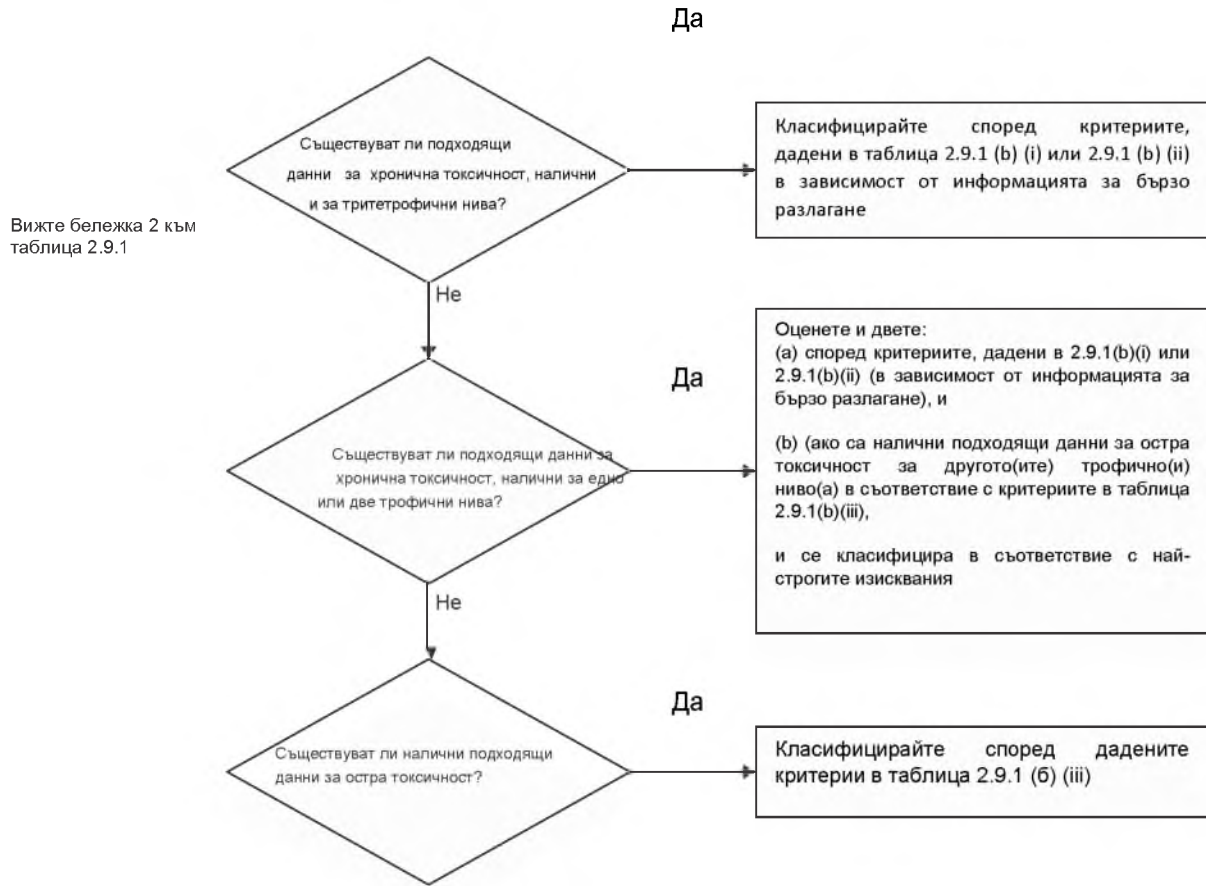 Да
Съществуват ли подходящи
данни за хронична токсичност, налични
и за тритетрофични нива?
Класифицирайте според критериите,
дадени в таблица 2.9.1 (b) (i) или 2.9.1 (b) (ii)
в зависимост от информацията за бързо
разлагане
Вижте бележка 2 към
таблица 2.9.1
Не
Да
Съществуват ли подходящи данни за
хронична токсичност, налични за едно
или две трофични нива?
Оценете и двете:
(a) според критериите, дадени в 2.9.1(b)(i) или
2.9.1(b)(ii) (в зависимост от информацията за
бързо разлагане), и
(b) (ако са налични подходящи данни за остра
токсичност за другото(ите) трофично(и)
ниво(а) в съответствие с критериите в таблица
2.9.1(b)(iii),
и се класифицира в съответствие с най-
строгите изисквания
Не
Да
Съществуват ли налични подходящи
данни за остра токсичност?
Класифицирайте според дадените
критерии в таблица 2.9.1 (б) (iii)